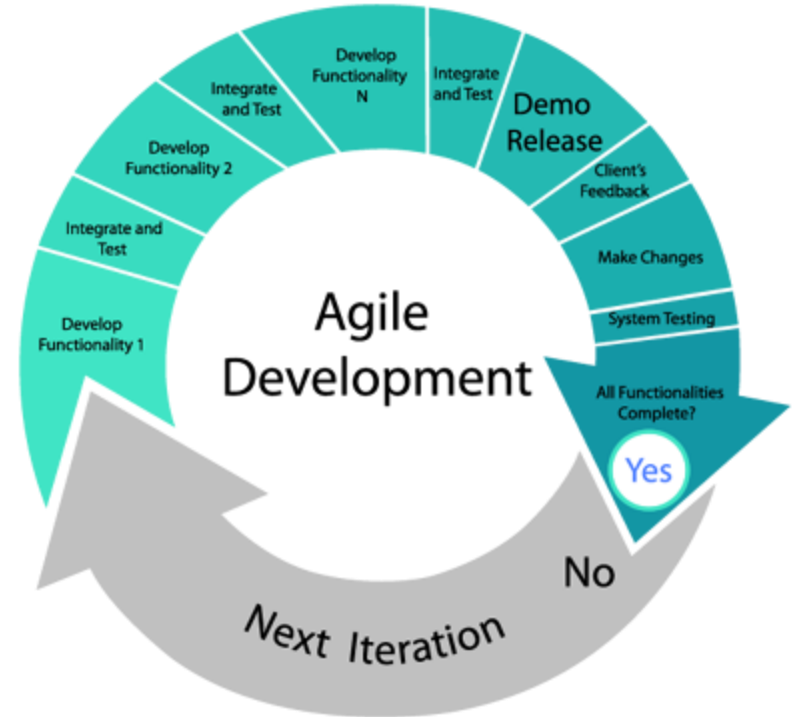 Develop
Functionality 1
Integrate and
Test
Develop
Functionality 2
Integrate
and Test
Develop
Functionality
N
Integrate
and Test
Demo
Release
Client's
Feedback
Make Changes
System Testing
All Functionalities
Complete?
Yes
No
Next Iteration
Agile
Development